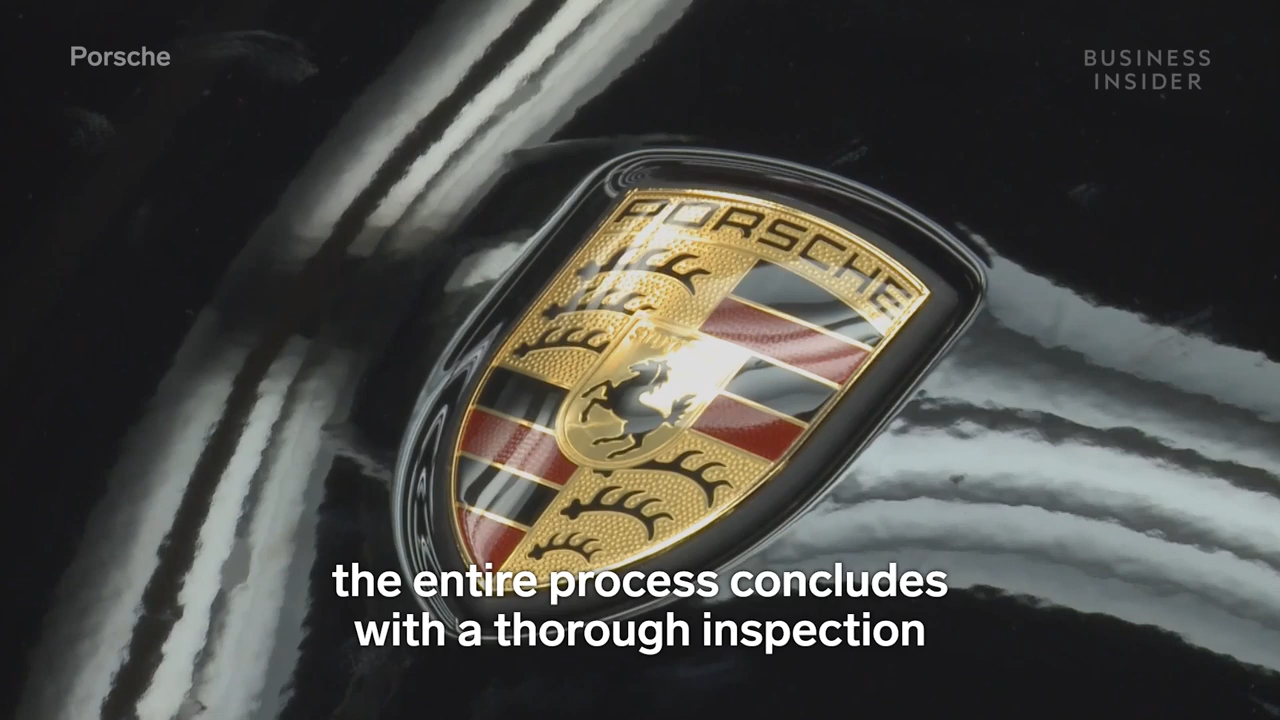 Porsche
BUSINESS
INSIDER
PORSCHE
the entire process concludes
with a thorough inspection